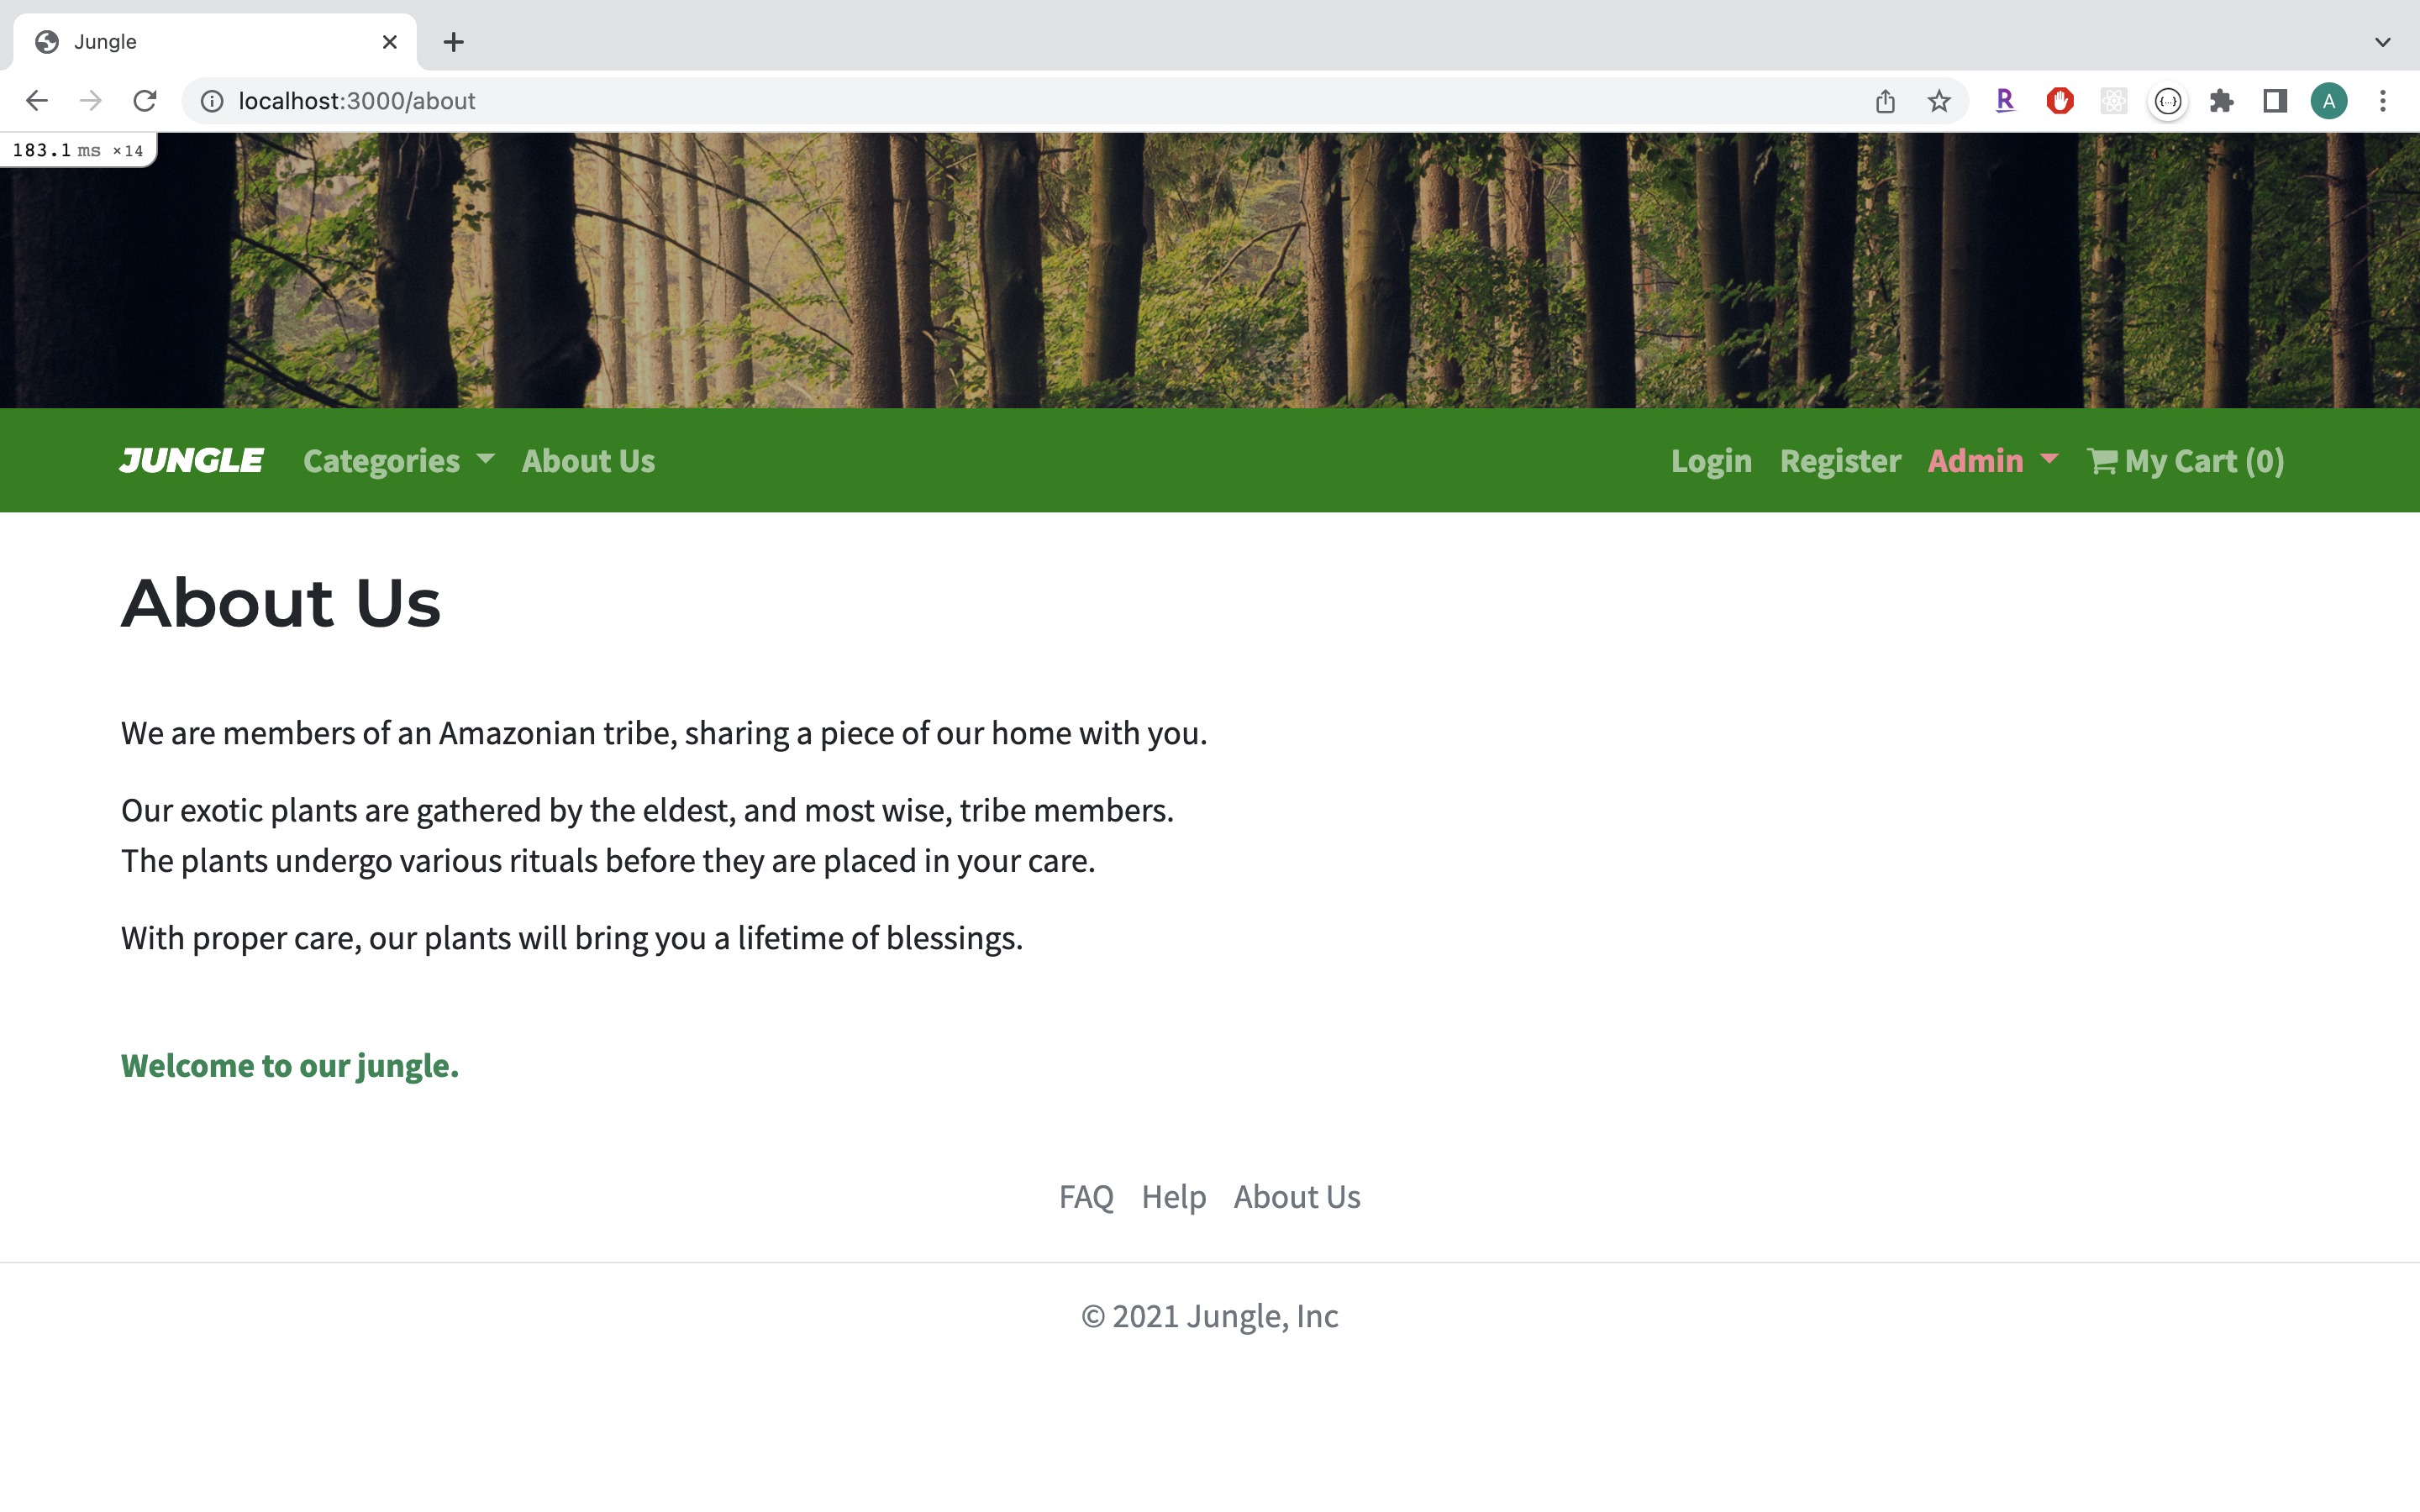 Jungle
localhost:3000/about
R
{...}
A
183.1 ms ×14
JUNGLE Categories About Us Login Register Admin My Cart (0)
About Us
We are members of an Amazonian tribe, sharing a piece of our home with you.
Our exotic plants are gathered by the eldest, and most wise, tribe members.
The plants undergo various rituals before they are placed in your care.
With proper care, our plants will bring you a lifetime of blessings.
Welcome to our jungle.
FAQ Help About Us
© 2021 Jungle, Inc